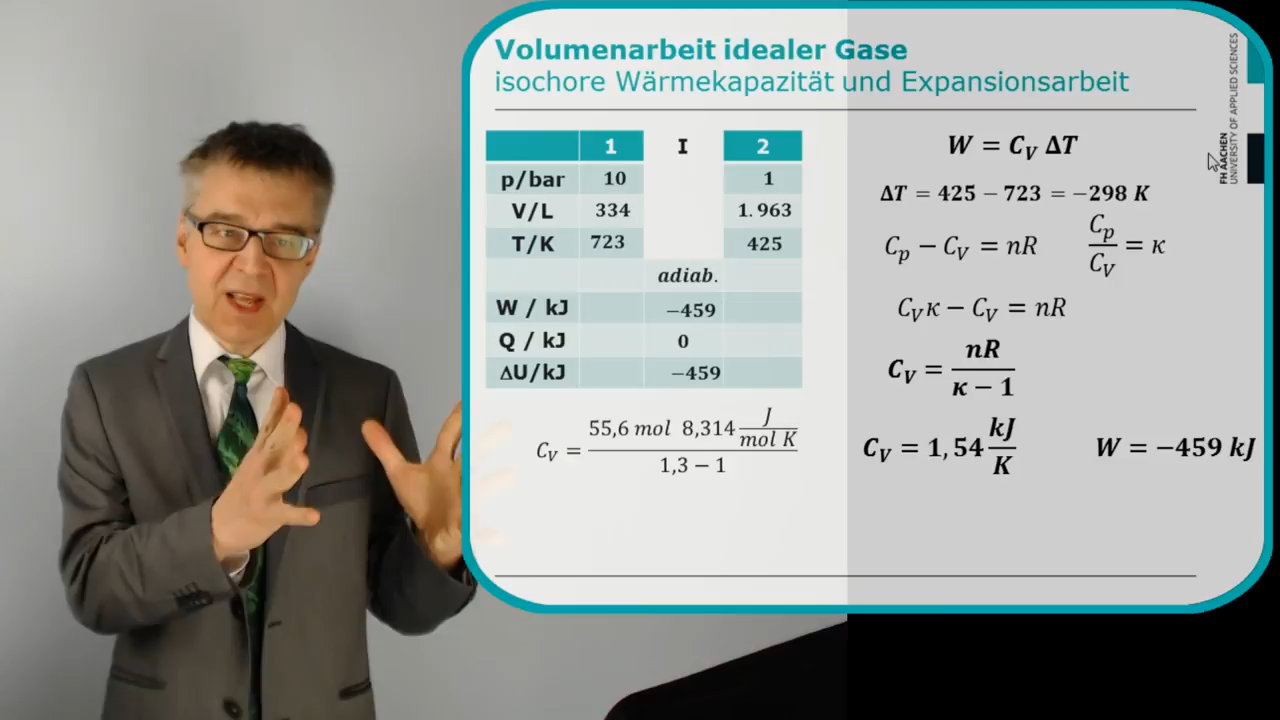 Volumenarbeit idealer Gase
isochore Wärmekapazität und Expansionsarbeit
1 I 2
p/bar 10 1
V/L 334 1.963
T/K 723 425
adiab.
W / kJ −459
Q / kJ 0
ΔU/kJ −459
C_V = (55,6 mol 8,314 J/(mol K)) / (1,3 − 1)
W = C_V ΔT
ΔT = 425 − 723 = −298 K
C_p − C_V = nR C_p/C_V = κ
C_V κ − C_V = nR
C_V = nR/(κ − 1)
C_V = 1,54 kJ/K W = −459 kJ
FH AACHEN
UNIVERSITY OF APPLIED SCIENCES